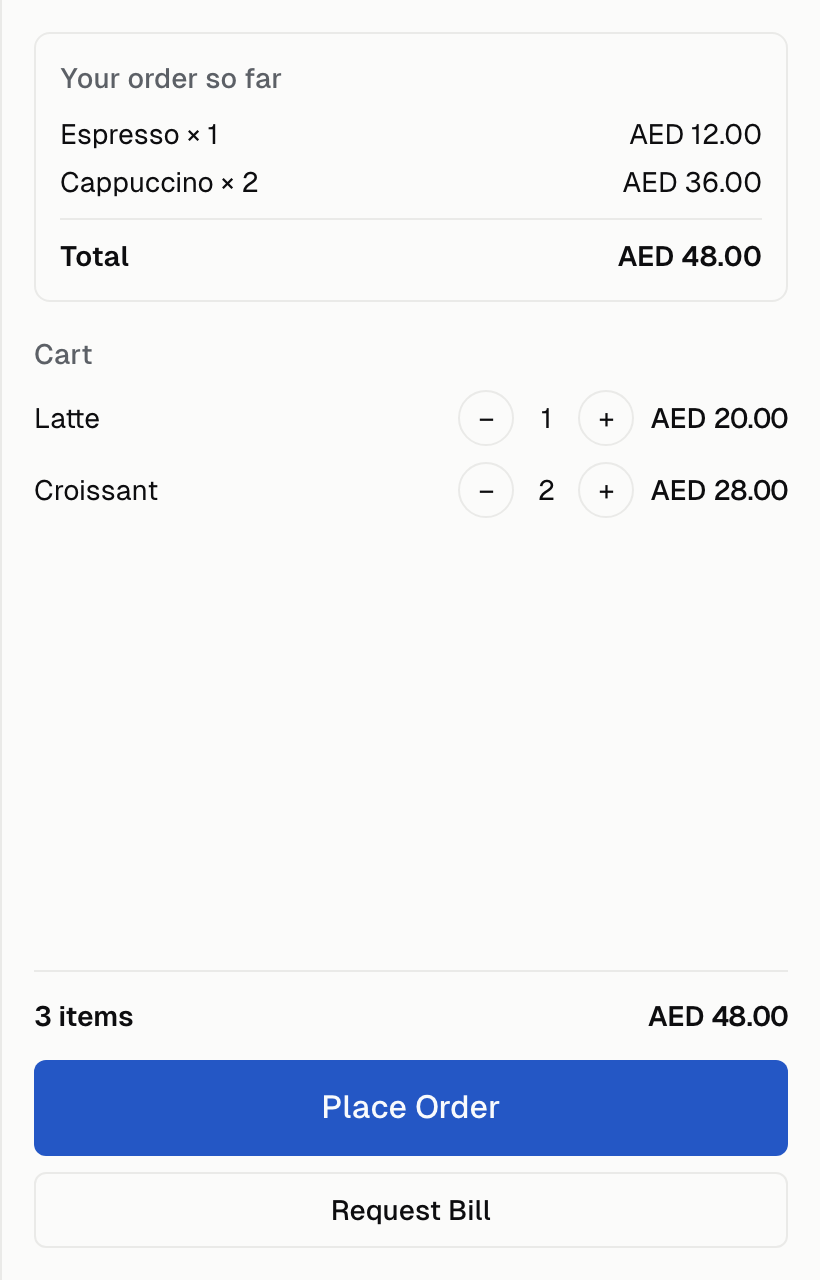 Your order so far
Espresso × 1 AED 12.00
Cappuccino × 2 AED 36.00
Total AED 48.00
Cart
Latte − 1 + AED 20.00
Croissant − 2 + AED 28.00
3 items AED 48.00
Place Order
Request Bill